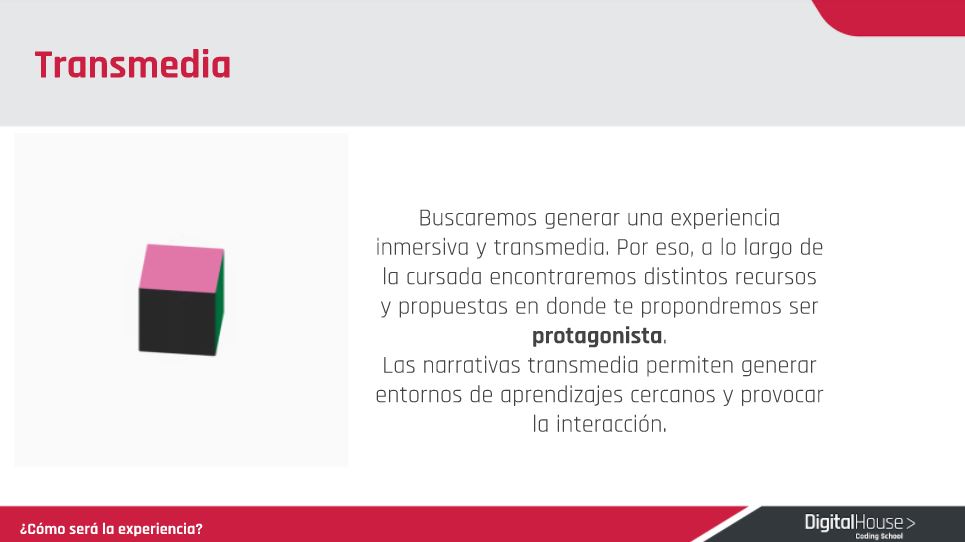 Transmedia
Buscaremos generar una experiencia
inmersiva y transmedia. Por eso, a lo largo de
la cursada encontraremos distintos recursos
y propuestas en donde te propondremos ser
protagonista.
Las narrativas transmedia permiten generar
entornos de aprendizajes cercanos y provocar
la interacción.
¿Cómo será la experiencia?
DigitalHouse>
Coding School